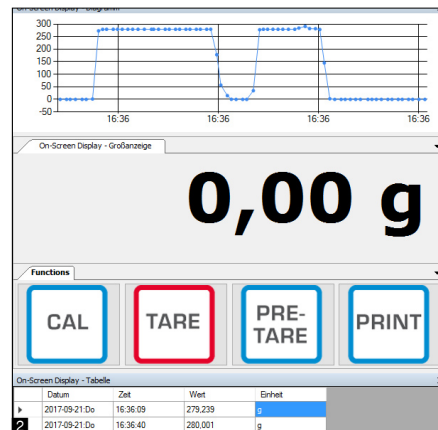 On-Screen Display - Diagramm
300
250
200
150
100
50
0
-50
16:36 16:36 16:36 16:36
On-Screen Display - Großanzeige
0,00 g
Functions
CAL
TARE
PRE-
TARE
PRINT
On-Screen Display - Tabelle
Datum Zeit Wert Einheit
2017-09-21:Do 16:36:09 279,239 g
2 2017-09-21:Do 16:36:40 280,001 g